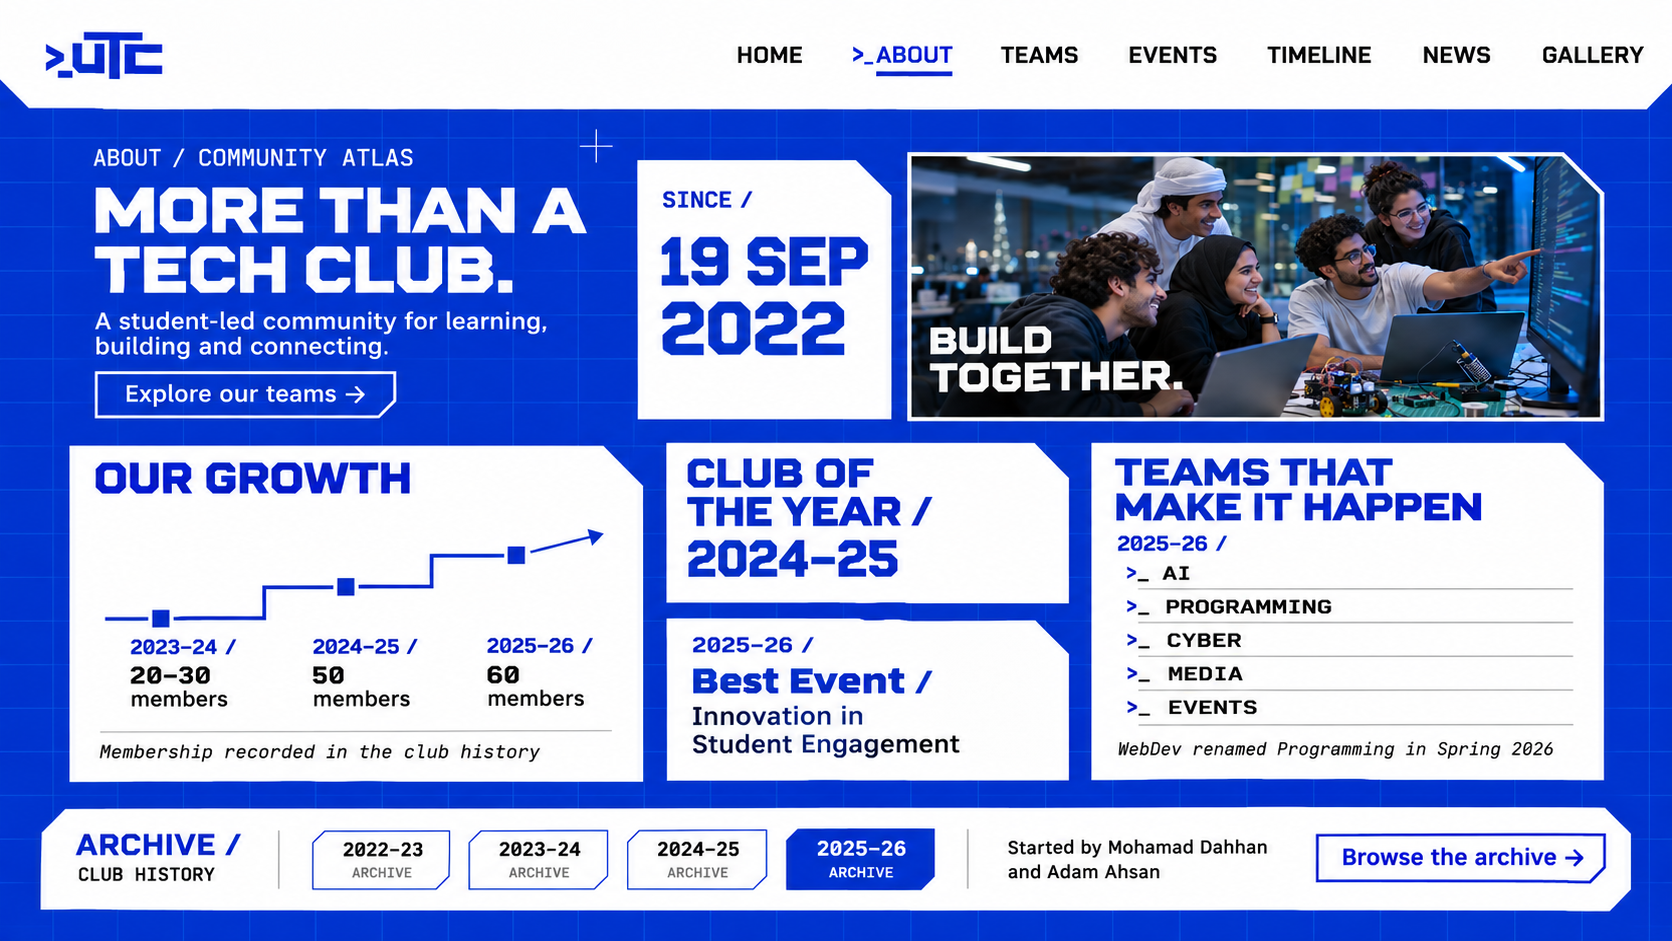 >_UTC
HOME
>_ABOUT
TEAMS
EVENTS
TIMELINE
NEWS
GALLERY
ABOUT / COMMUNITY ATLAS
MORE THAN A
TECH CLUB.
A student-led community for learning,
building and connecting.
Explore our teams →
SINCE /
19 SEP
2022
BUILD
TOGETHER.
OUR GROWTH
2023–24 /
20–30
members
2024–25 /
50
members
2025–26 /
60
members
Membership recorded in the club history
CLUB OF
THE YEAR /
2024–25
2025–26 /
Best Event /
Innovation in
Student Engagement
TEAMS THAT
MAKE IT HAPPEN
2025–26 /
>_ AI
>_ PROGRAMMING
>_ CYBER
>_ MEDIA
>_ EVENTS
WebDev renamed Programming in Spring 2026
ARCHIVE /
CLUB HISTORY
2022–23
ARCHIVE
2023–24
ARCHIVE
2024–25
ARCHIVE
2025–26
ARCHIVE
Started by Mohamad Dahhan
and Adam Ahsan
Browse the archive →